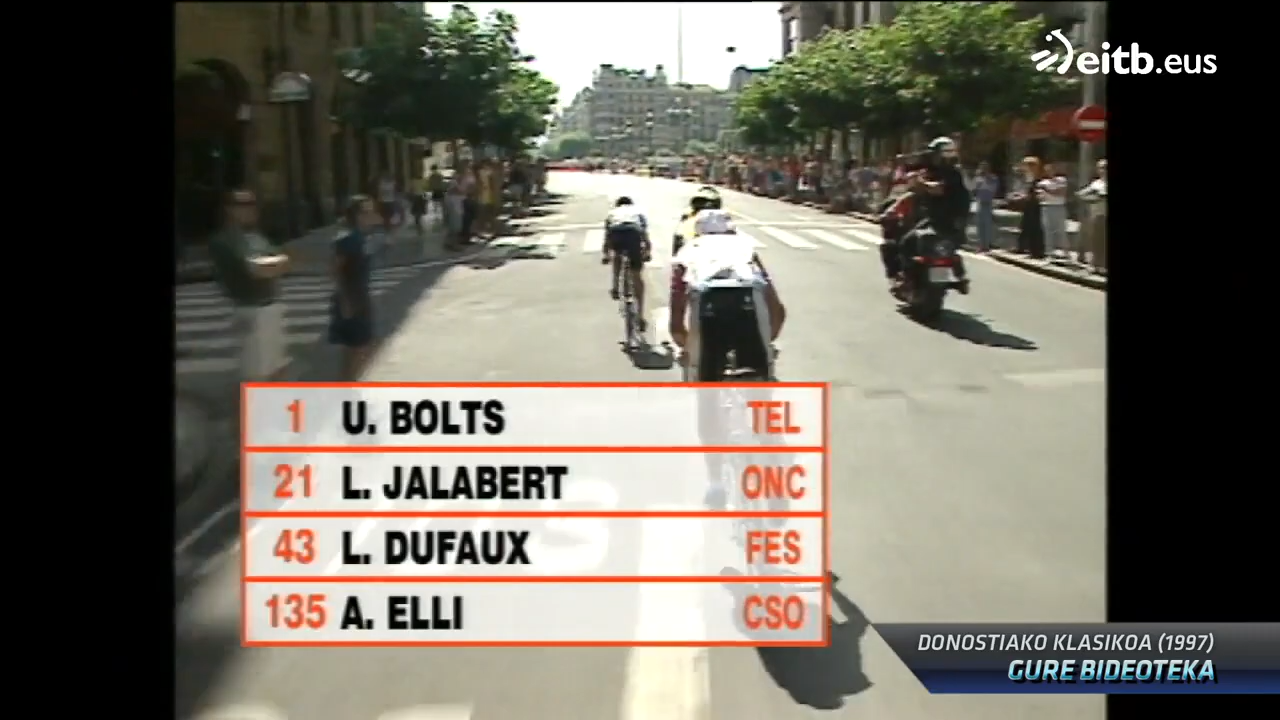 eitb.eus
1 U. BOLTS TEL
21 L. JALABERT ONC
43 L. DUFAUX FES
135 A. ELLI CSO
DONOSTIAKO KLASIKOA (1997)
GURE BIDEOTEKA